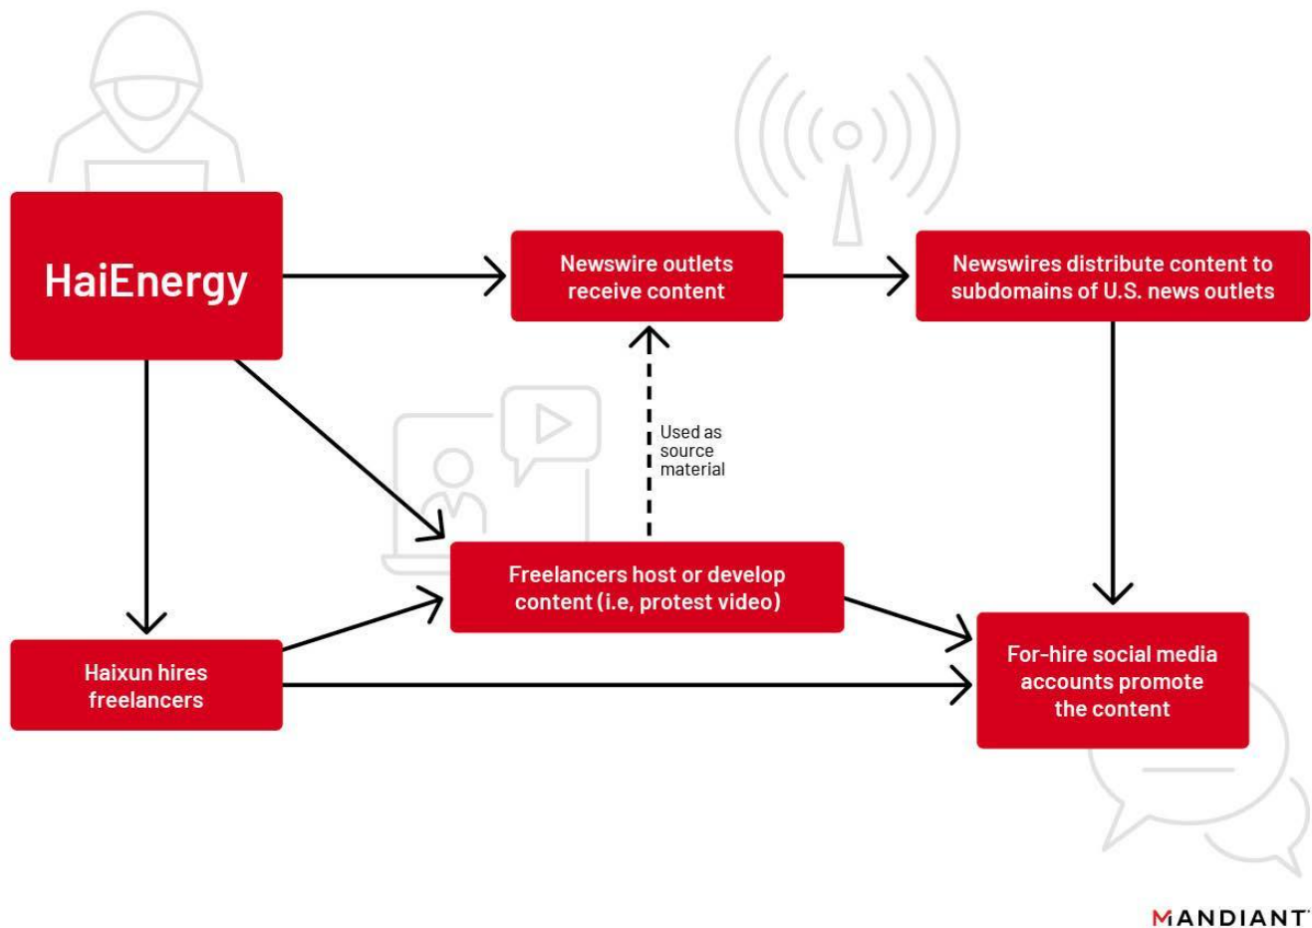 HaiEnergy
Newswire outlets
receive content
Newswires distribute content to
subdomains of U.S. news outlets
Used as
source
material
Freelancers host or develop
content (i.e, protest video)
Haixun hires
freelancers
For-hire social media
accounts promote
the content
MANDIANT